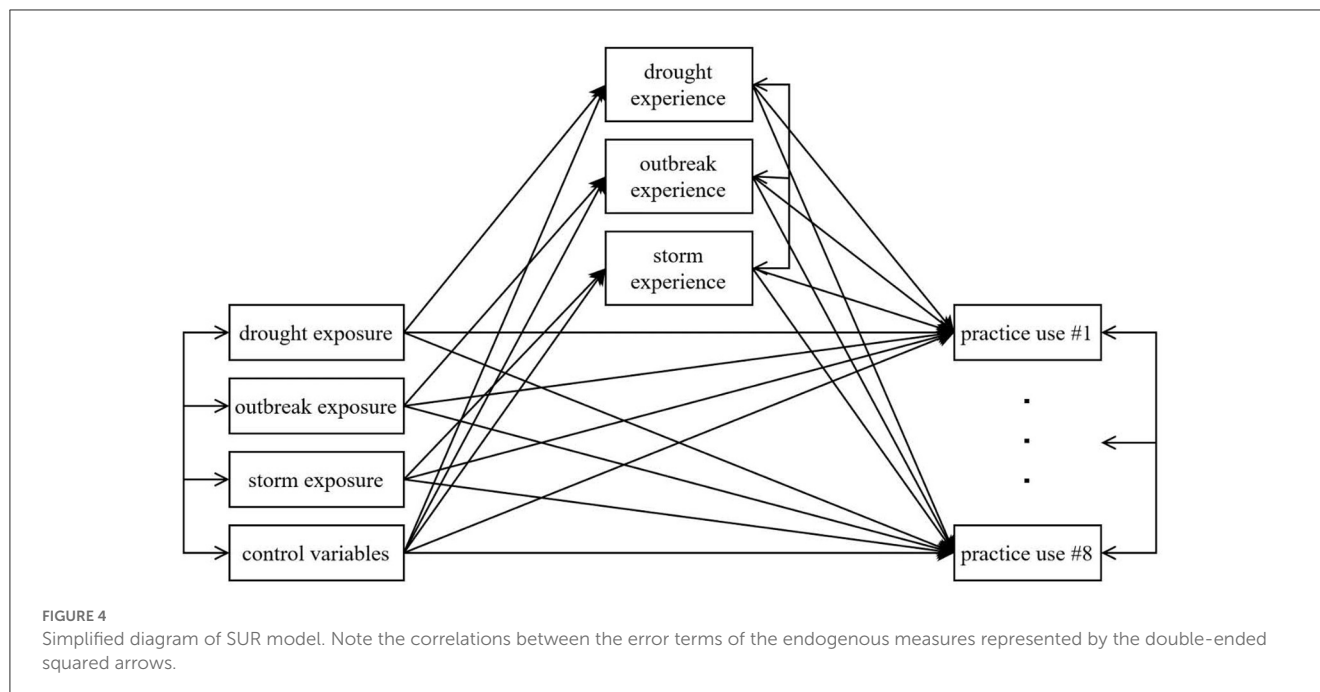 drought
experience
outbreak
experience
storm
experience
drought exposure
outbreak exposure
storm exposure
control variables
practice use #1
practice use #8
FIGURE 4
Simplified diagram of SUR model. Note the correlations between the error terms of the endogenous measures represented by the double-ended
squared arrows.